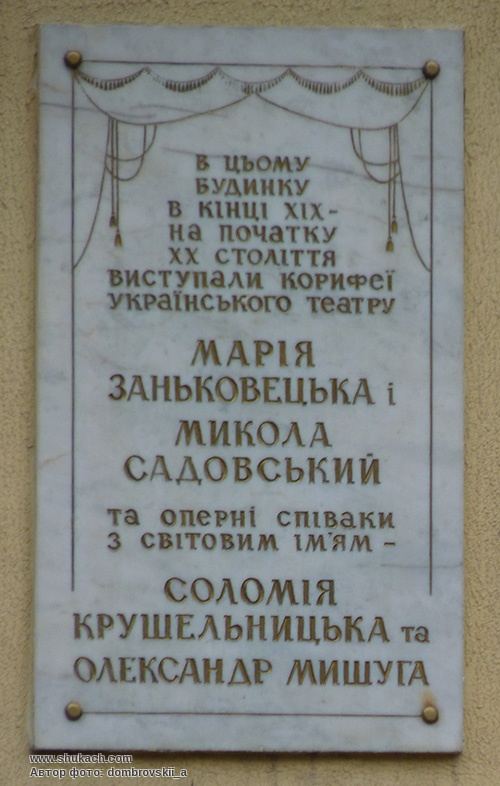 В ЦЬОМУ
БУДИНКУ
В КІНЦІ XIX-
НА ПОЧАТКУ
XX СТОЛІТТЯ
ВИСТУПАЛИ КОРИФЕЇ
УКРАЇНСЬКОГО ТЕАТРУ
МАРІЯ
ЗАНЬКОВЕЦЬКА і
МИКОЛА
САДОВСЬКИЙ
ТА ОПЕРНІ СПІВАКИ
З СВІТОВИМ ІМ'ЯМ –
СОЛОМІЯ
КРУШЕЛЬНИЦЬКА та
ОЛЕКСАНДР МИШУГА
www.shukach.com
Автор фото: dombrovskii_a